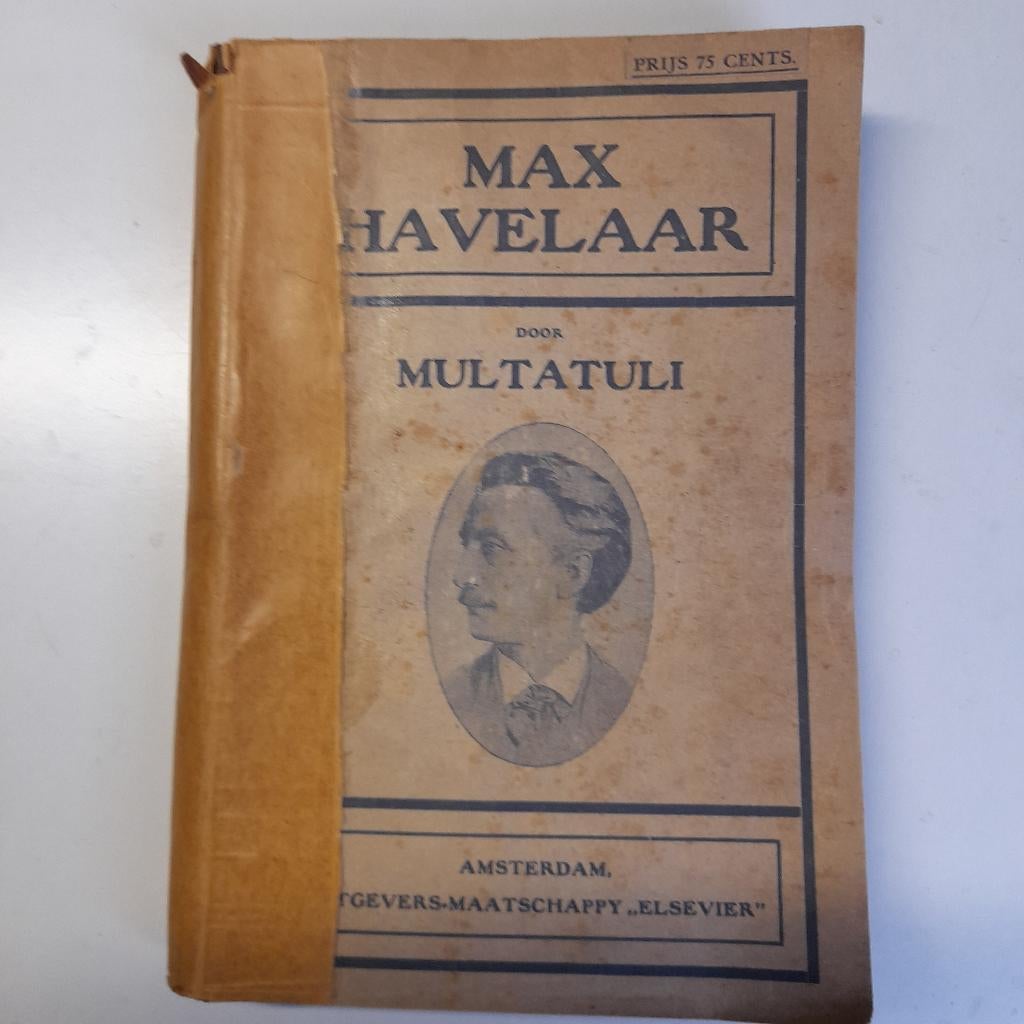 PRIJS 75 CENTS.
MAX
HAVELAAR
DOOR
MULTATULI
AMSTERDAM,
TGEVERS-MAATSCHAPPY „ELSEVIER"